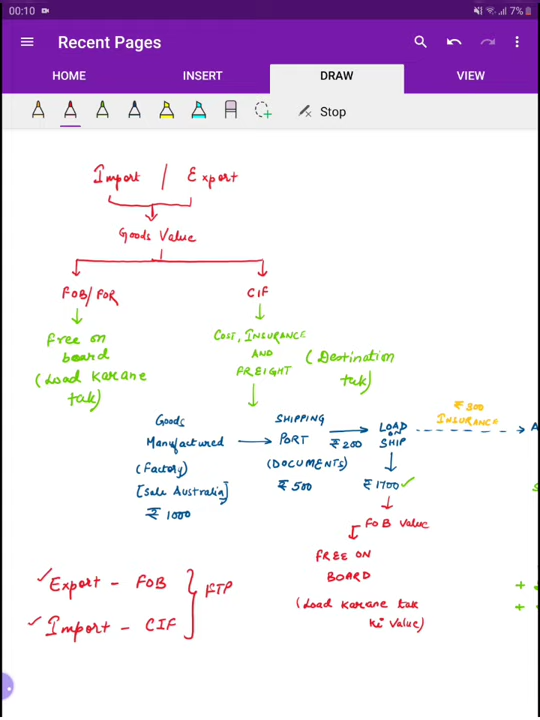 00:10
7%
Recent Pages
HOME INSERT DRAW VIEW
Stop
Import / Export
Goods Value
FOB/FOR CIF
Free on
board
(Load Karane
tak)
COST, INSURANCE
AND
FREIGHT
(Destination
tak)
Goods
Manufactured
(Factory)
[Sale Australia]
₹ 1000
SHIPPING
PORT
(DOCUMENTS)
₹ 500
₹ 200
LOAD
ON
SHIP
₹ 1700 ✓
₹ 300
INSURANCE
A
FOB Value
FREE ON
BOARD
(Load Karane tak
Ki Value)
✓ Export - FOB
✓ Import - CIF
FTP
+
+